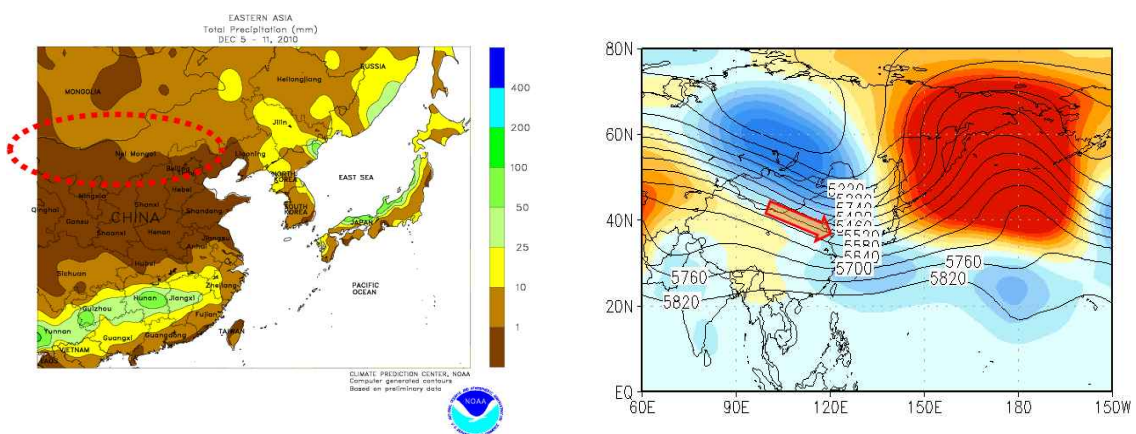 EASTERN ASIA
Total Precipitation (mm)
DEC 5 - 11, 2010
RUSSIA
Heilongjiang
MONGOLIA
Jilin
Nei Mongol
Liaoning
Beijing
Hebei
NORTH
KOREA
EAST SEA
Ningxia
Shanxi
Qinghai
CHINA
Shandong
SOUTH
KOREA
Gansu
JAPAN
Shaanxi
Henan
Jiangsu
Anhui
Hubei
Sichuan
Zhejiang
PACIFIC
OCEAN
Hunan
Jiangxi
Guizhou
Fujian
Yunnan
Guangxi
Guangdong
TAIWAN
VIETNAM
400
200
100
50
25
10
1
CLIMATE PREDICTION CENTER, NOAA
Computer generated contours
Based on preliminary data
NOAA
80N
60N
40N
20N
EQ
60E
90E
120E
150E
180
150W
5580
5640
5700
5760
5820
5760
5820